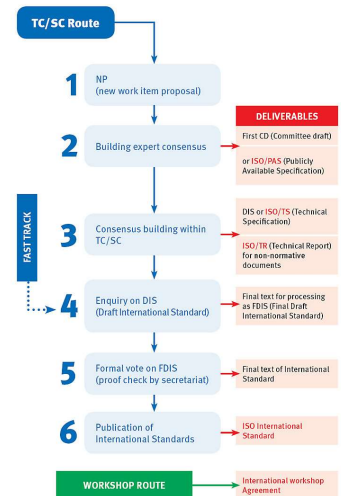 TC/SC Route
1
NP
(new work item proposal)
DELIVERABLES
2
Building expert consensus
First CD (Committee draft)
or ISO/PAS (Publicly
Available Specification)
FAST TRACK
3
Consensus building within
TC/SC
DIS or ISO/TS (Technical
Specification)
ISO/TR (Technical Report)
for non-normative
documents
4
Enquiry on DIS
(Draft International Standard)
Final text for processing
as FDIS (Final Draft
International Standard)
5
Formal vote on FDIS
(proof check by secretariat)
Final text of International
Standard
6
Publication of
International Standards
ISO International
Standard
WORKSHOP ROUTE
International workshop
Agreement